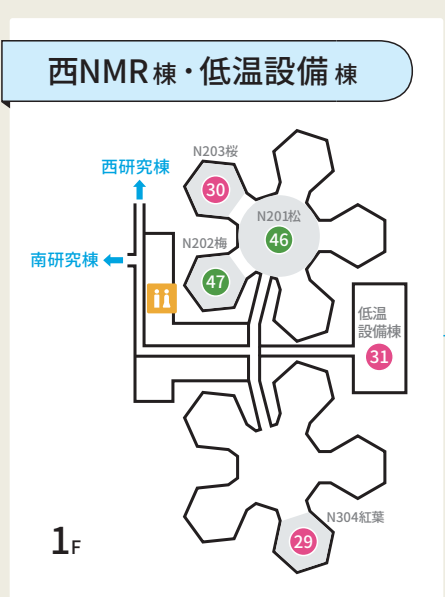 西NMR棟・低温設備棟
N203桜
西研究棟
30
N201松
46
N202梅
南研究棟
47
低温
設備棟
31
N304紅葉
29
1F